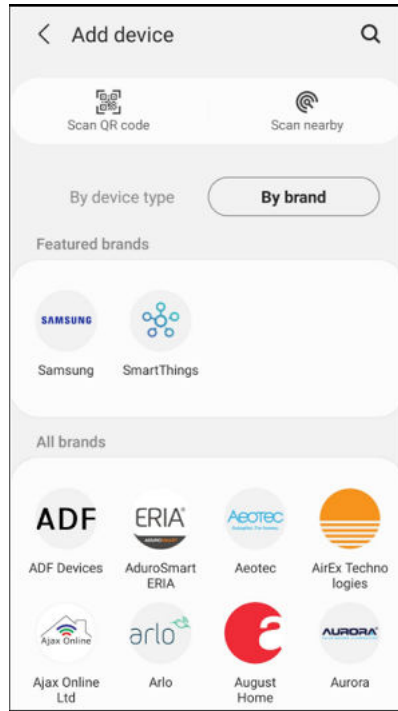 Add device
Scan QR code
Scan nearby
By device type
By brand
Featured brands
SAMSUNG
Samsung
SmartThings
All brands
ADF
ERIA
ADUROSMART
AEOTEC
ADF Devices
AduroSmart
ERIA
Aeotec
AirEx Techno
logies
Ajax Online
arlo
AURORA
Ajax Online
Ltd
Arlo
August
Home
Aurora